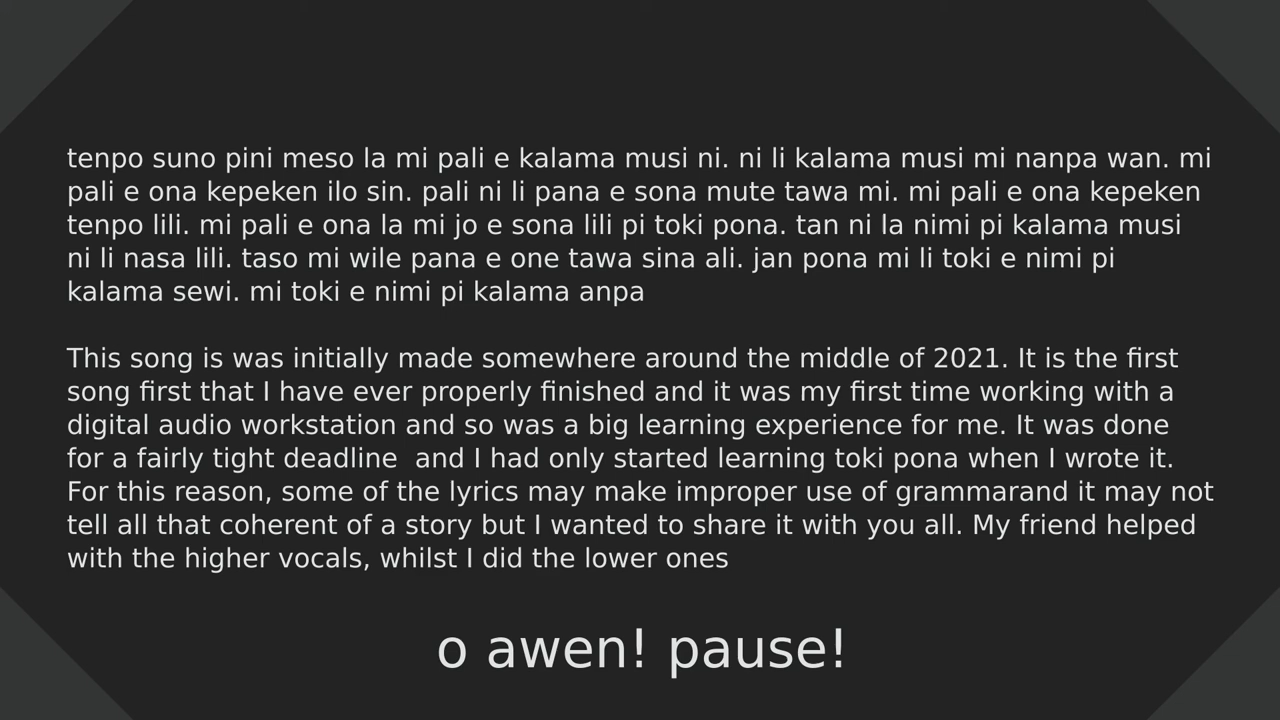 tenpo suno pini meso la mi pali e kalama musi ni. ni li kalama musi mi nanpa wan. mi
pali e ona kepeken ilo sin. pali ni li pana e sona mute tawa mi. mi pali e ona kepeken
tenpo lili. mi pali e ona la mi jo e sona lili pi toki pona. tan ni la nimi pi kalama musi
ni li nasa lili. taso mi wile pana e one tawa sina ali. jan pona mi li toki e nimi pi
kalama sewi. mi toki e nimi pi kalama anpa
This song is was initially made somewhere around the middle of 2021. It is the first
song first that I have ever properly finished and it was my first time working with a
digital audio workstation and so was a big learning experience for me. It was done
for a fairly tight deadline  and I had only started learning toki pona when I wrote it.
For this reason, some of the lyrics may make improper use of grammarand it may not
tell all that coherent of a story but I wanted to share it with you all. My friend helped
with the higher vocals, whilst I did the lower ones
o awen! pause!